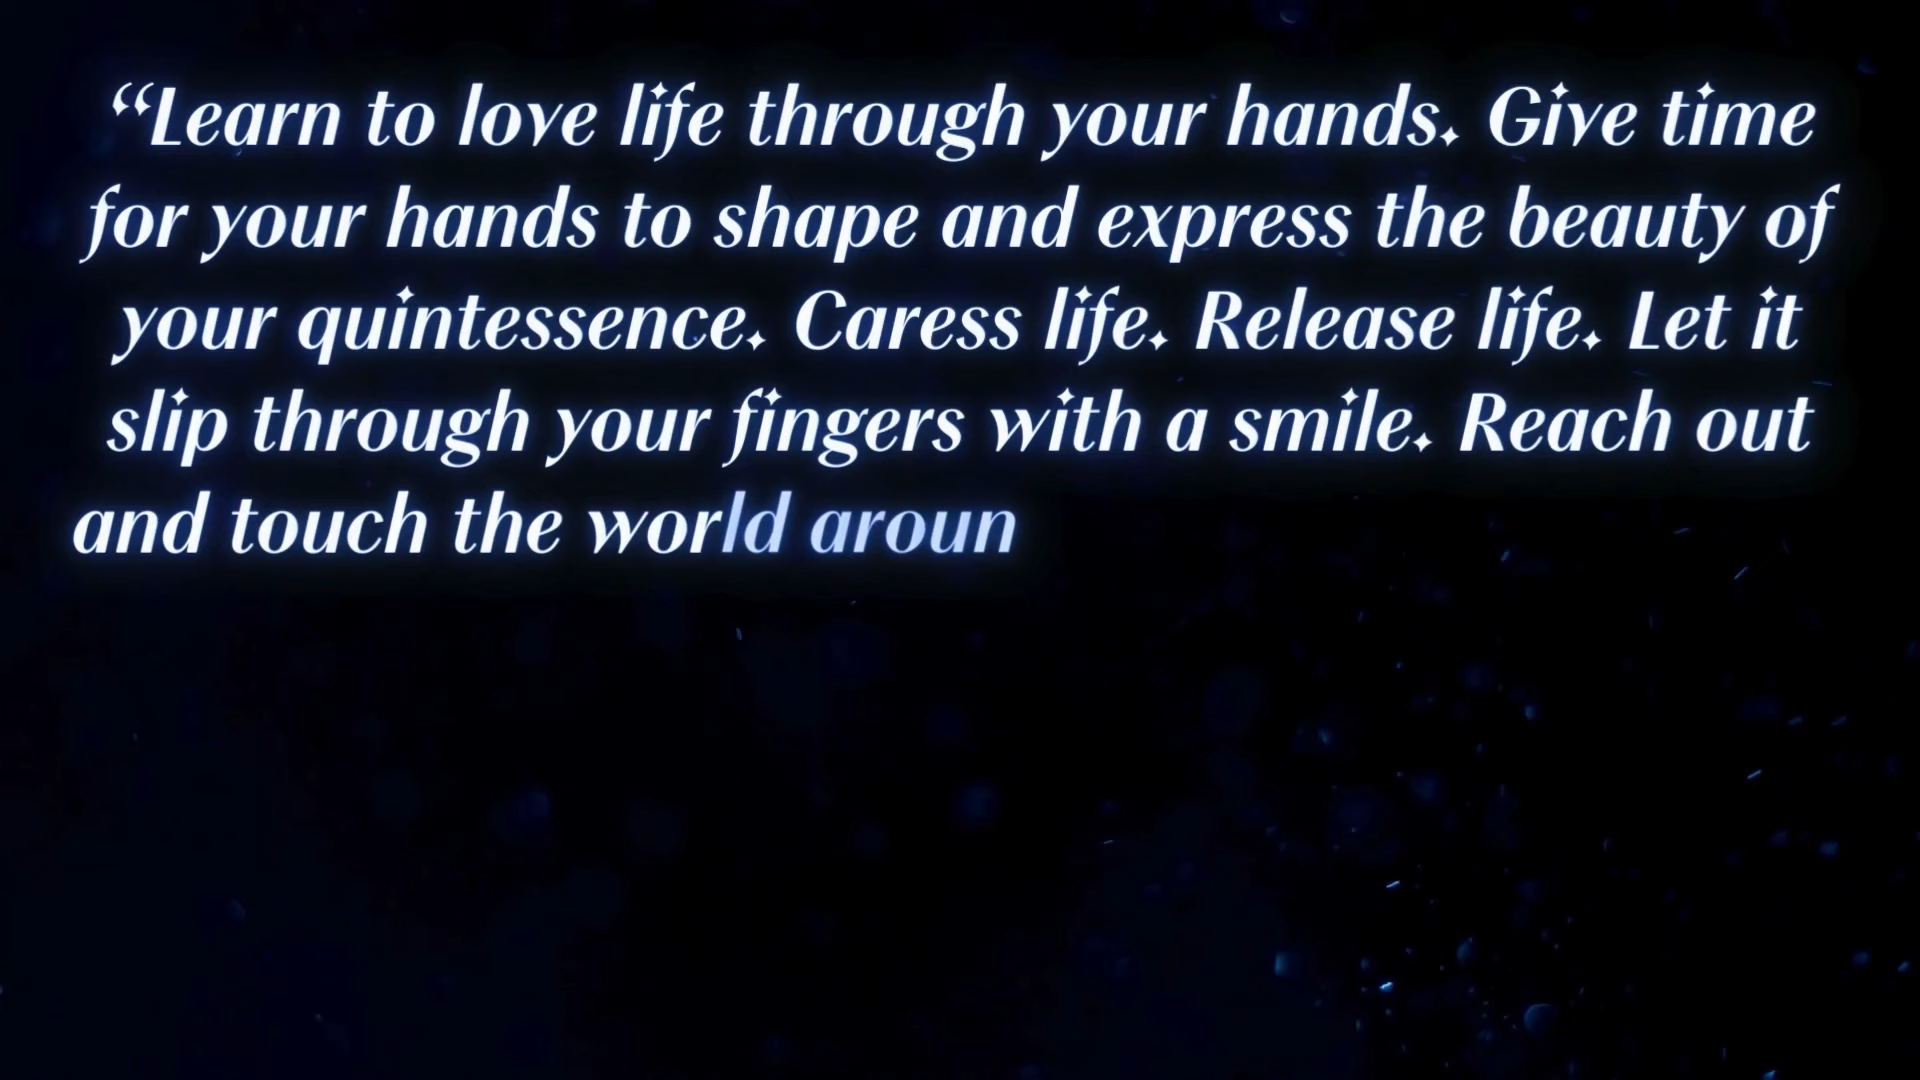 “Learn to love life through your hands. Give time
for your hands to shape and express the beauty of
your quintessence. Caress life. Release life. Let it
slip through your fingers with a smile. Reach out
and touch the world aroun